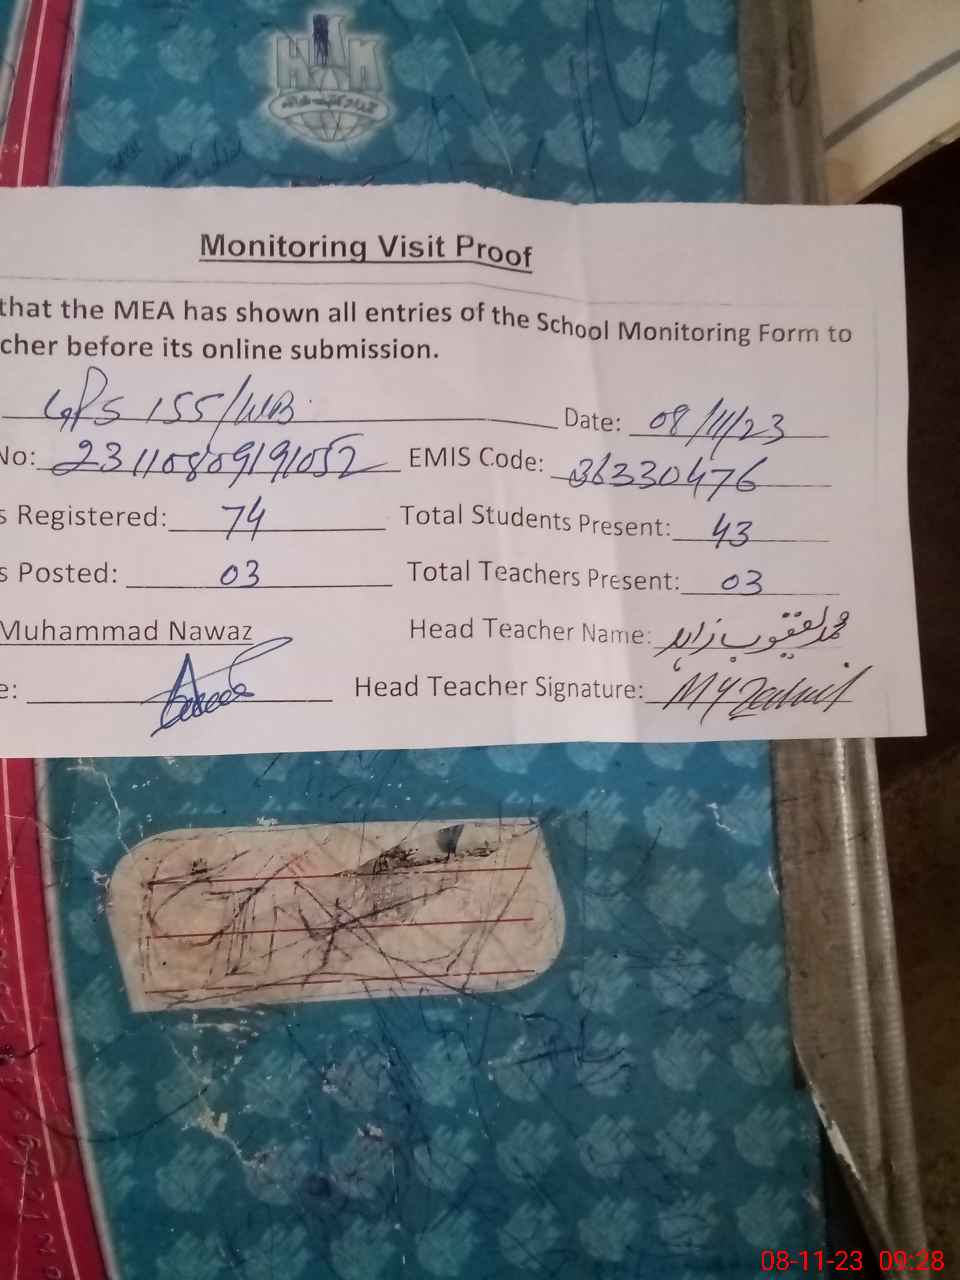 Monitoring Visit Proof
that the MEA has shown all entries of the School Monitoring Form to
cher before its online submission.
GPS 155/WB Date: 08/11/23
No: 23110809191052 EMIS Code: 36330476
s Registered: 74 Total Students Present: 43
s Posted: 03 Total Teachers Present: 03
Muhammad Nawaz Head Teacher Name: محمد یعقوب زاہد
e: Head Teacher Signature: M Y Zahid
08-11-23 09:28